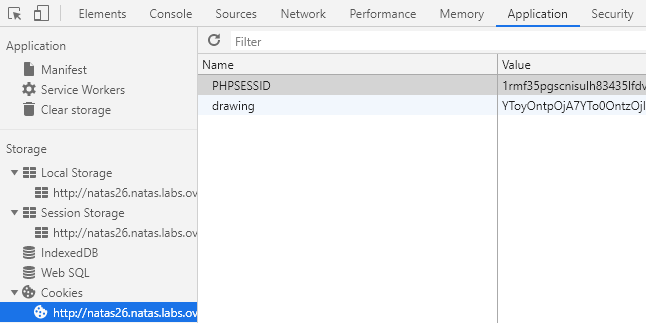 Elements Console Sources Network Performance Memory Application Security
Application
Manifest
Service Workers
Clear storage
Storage
Local Storage
http://natas26.natas.labs.ov
Session Storage
http://natas26.natas.labs.ov
IndexedDB
Web SQL
Cookies
http://natas26.natas.labs.ov
Filter
Name Value
PHPSESSID 1rmf35pgscnisulh83435lfdv
drawing YToyOntpOjA7YTo0OntzOjI